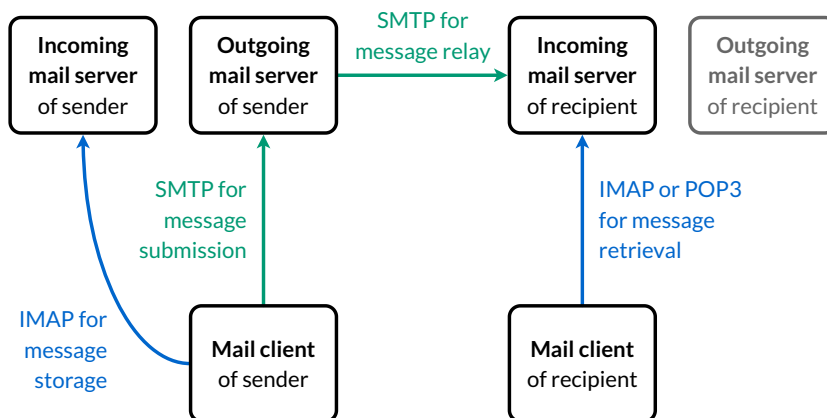 SMTP for
message relay
Incoming
mail server
of sender
Outgoing
mail server
of sender
Incoming
mail server
of recipient
Outgoing
mail server
of recipient
SMTP for
message
submission
IMAP or POP3
for message
retrieval
IMAP for
message
storage
Mail client
of sender
Mail client
of recipient